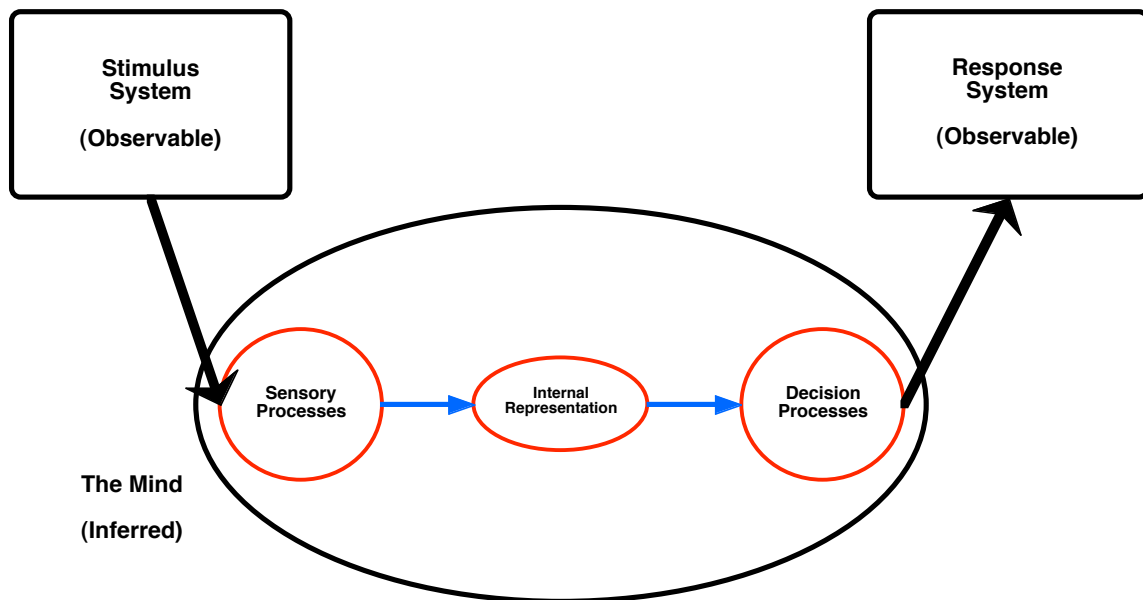 Stimulus
System
(Observable)
Response
System
(Observable)
Sensory
Processes
Internal
Representation
Decision
Processes
The Mind
(Inferred)